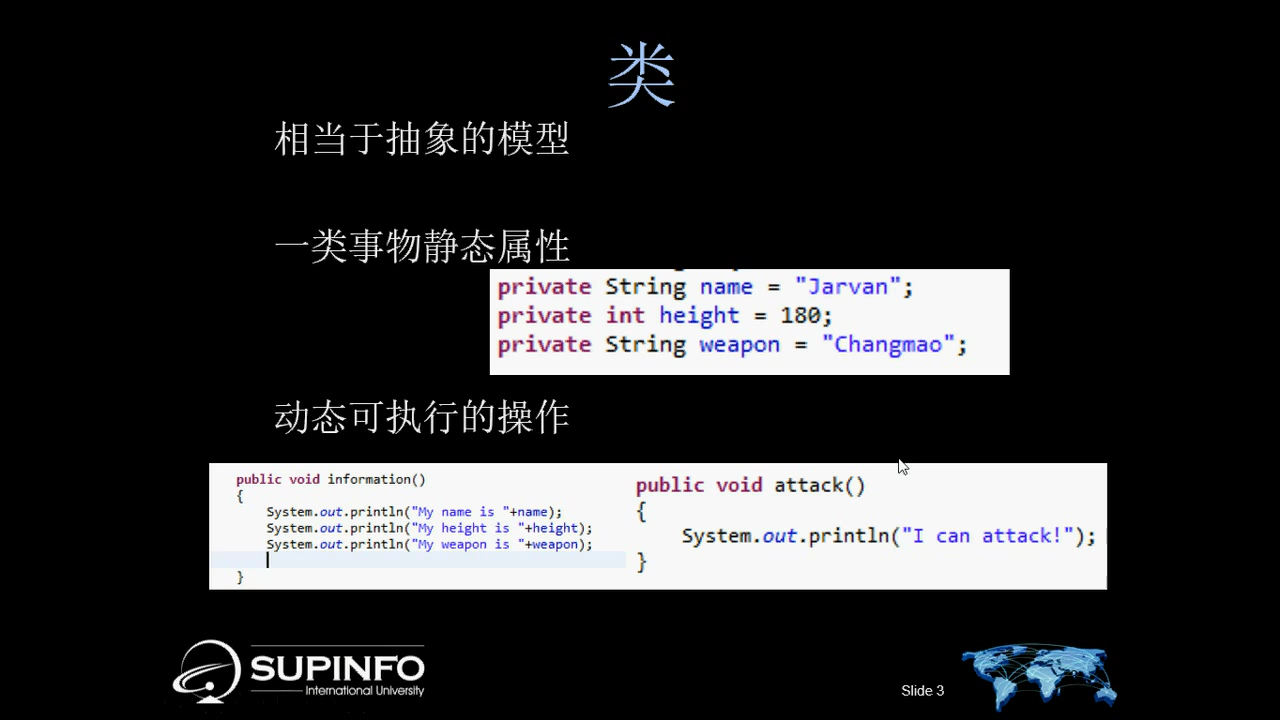 类
相当于抽象的模型
一类事物静态属性
private String name = "Jarvan";
private int height = 180;
private String weapon = "Changmao";
动态可执行的操作
public void information()
{
System.out.println("My name is "+name);
System.out.println("My height is "+height);
System.out.println("My weapon is "+weapon);
}
public void attack()
{
System.out.println("I can attack!");
}
SUPINFO
International University
Slide 3